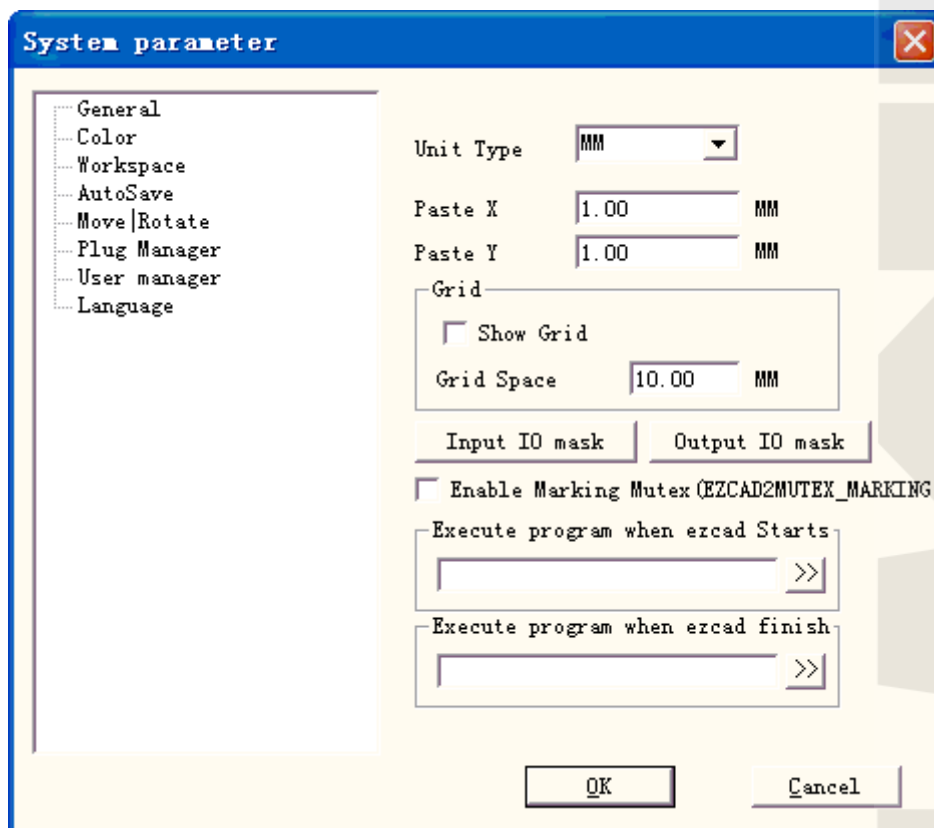 System parameter
General
Color
Workspace
AutoSave
Move|Rotate
Plug Manager
User manager
Language
Unit Type MM
Paste X 1.00 MM
Paste Y 1.00 MM
Grid
Show Grid
Grid Space 10.00 MM
Input IO mask Output IO mask
Enable Marking Mutex(EZCAD2MUTEX_MARKING
Execute program when ezcad Starts
>>
Execute program when ezcad finish
>>
OK Cancel